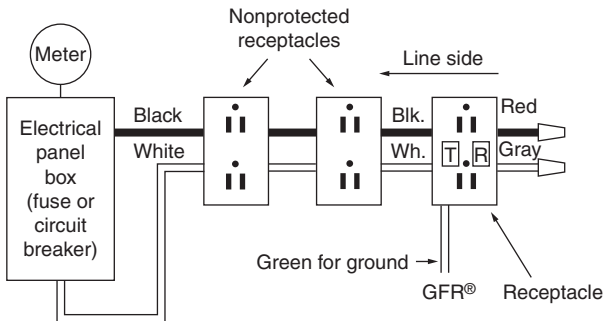 Nonprotected
receptacles
Meter
Line side
Black
Blk.
Red
Electrical
panel
box
(fuse or
circuit
breaker)
White
Wh.
T
R
Gray
Green for ground
GFR®
Receptacle